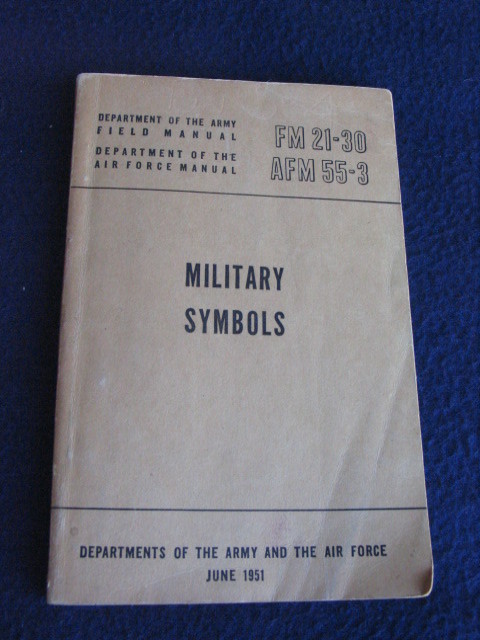 DEPARTMENT OF THE ARMY
FIELD MANUAL
DEPARTMENT OF THE
AIR FORCE MANUAL
FM 21-30
AFM 55-3
MILITARY
SYMBOLS
DEPARTMENTS OF THE ARMY AND THE AIR FORCE
JUNE 1951